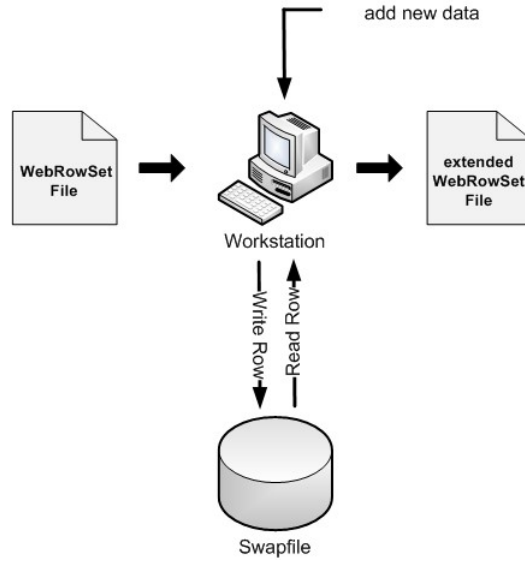 add new data
WebRowSet
File
extended
WebRowSet
File
Workstation
Write Row
Read Row
Swapfile